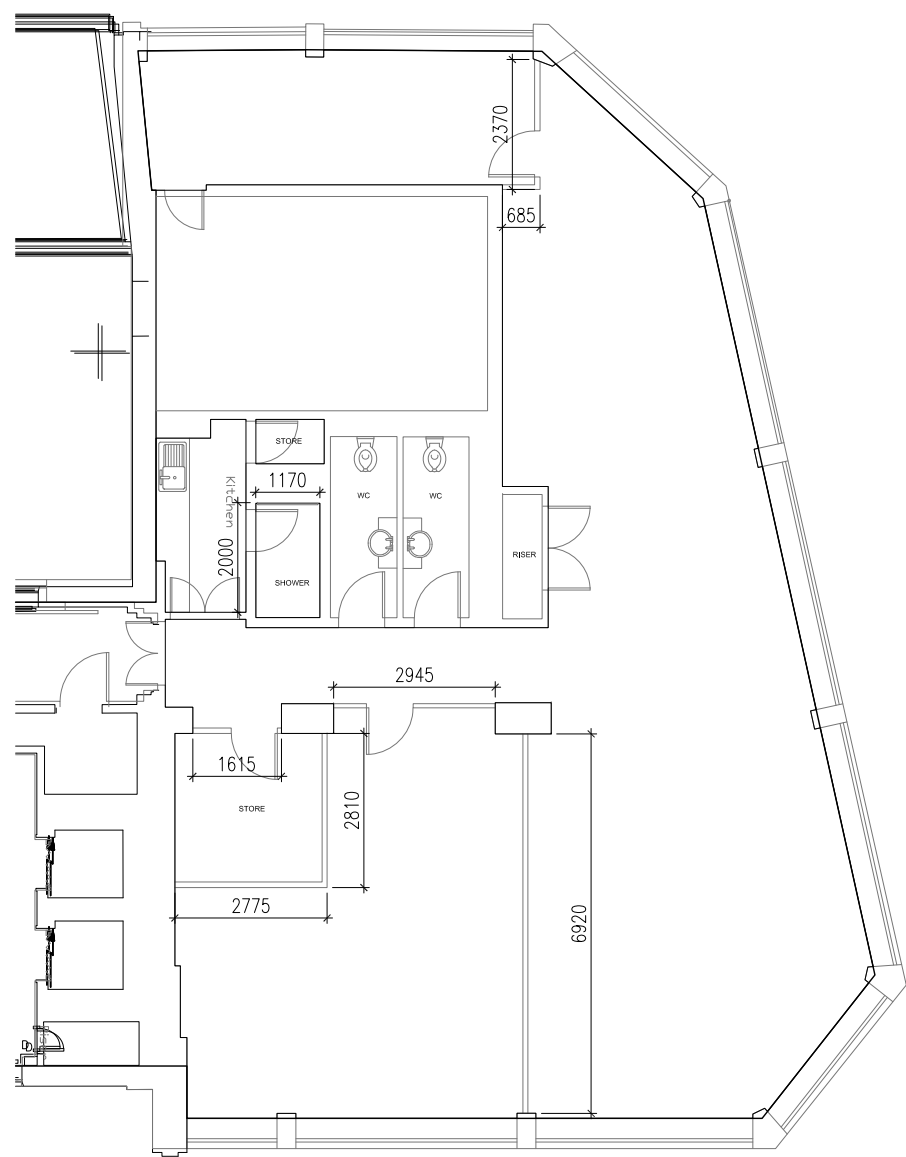 2370
685
STORE
1170
Kitchen
WC
WC
2000
SHOWER
RISER
2945
1615
STORE
2810
2775
6920